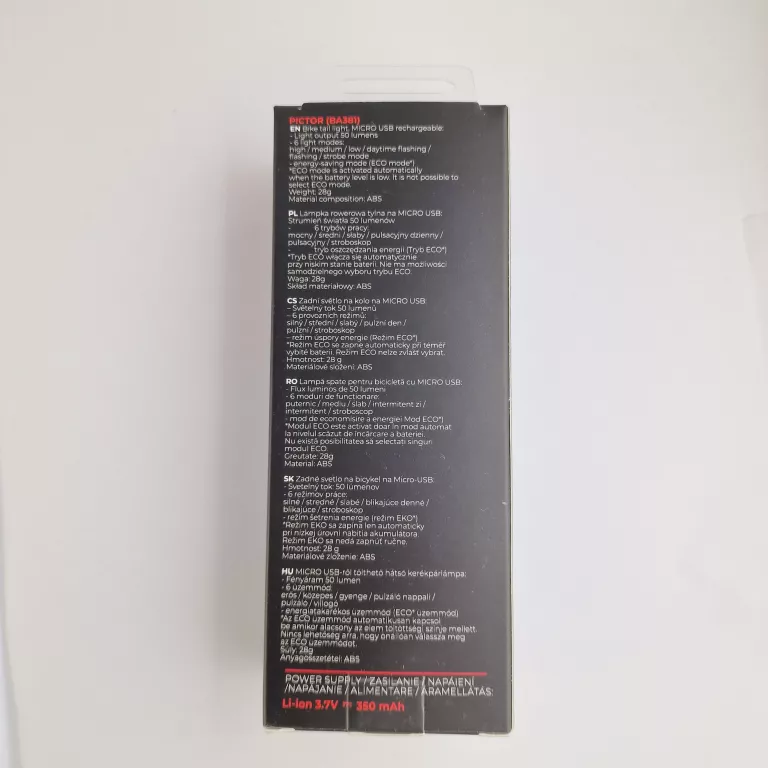 PICTOR (BA381)
EN Bike tail light, MICRO USB rechargeable:
- Light output 50 lumens
- 6 light modes:
high / medium / low / daytime flashing /
flashing / strobe mode
- energy-saving mode (ECO mode*)
*ECO mode is activated automatically
when the battery level is low. It is not possible to
select ECO mode.
Weight: 28g
Material composition: ABS
PL Lampka rowerowa tylna na MICRO USB:
Strumień światła 50 lumenów
- 6 trybów pracy:
mocny / średni / słaby / pulsacyjny dzienny /
pulsacyjny / stroboskop
- tryb oszczędzania energii (Tryb ECO*)
*Tryb ECO włącza się automatycznie
przy niskim stanie baterii. Nie ma możliwości
samodzielnego wyboru trybu ECO.
Waga: 28g
Skład materiałowy: ABS
CS Zadní světlo na kolo na MICRO USB:
– Světelný tok 50 lumenů
– 6 provozních režimů:
silný / střední / slabý / pulzní den /
pulzní / stroboskop
– režim úspory energie (Režim ECO*)
*Režim ECO se zapne automaticky při téměř
vybité baterii. Režim ECO nelze zvlášť vybrat.
Hmotnost: 28 g
Materiálové složení: ABS
RO Lampa spate pentru bicicletă cu MICRO USB:
- Flux luminos de 50 lumeni
- 6 moduri de functionare:
puternic / mediu / slab / intermitent zi /
intermitent / stroboscop
- mod de economisire a energiei Mod ECO*)
*Modul ECO este activat doar în mod automat
la nivelul scăzut de încărcare a bateriei.
Nu există posibilitatea să selectați singuri
modul ECO.
Greutate: 28g
Material: ABS
SK Zadné svetlo na bicykel na Micro-USB:
- Svetelný tok: 50 lúmenov
- 6 režimov práce:
silné / stredné / slabé / blikajúce denné /
blikajúce / stroboskop
- režim šetrenia energie (režim EKO*)
*Režim EKO sa zapína len automaticky
pri nízkej úrovni nabitia akumulátora.
Režim EKO sa nedá zapnúť ručne.
Hmotnosť: 28 g
Materiálové zloženie: ABS
HU MICRO USB-ről tölthető hátsó kerékpárlámpa:
- Fényáram 50 lumen
- 6 üzemmód:
erős / közepes / gyenge / pulzáló nappali /
pulzáló / villogó
- energiatakarékos üzemmód (ECO* üzemmód)
*Az ECO üzemmód automatikusan kapcsol
be amikor alacsony az elem töltöttségi szinje mellett.
Nincs lehetőség arra, hogy önállóan válassza meg
az ECO üzemmódot.
Súly: 28g
Anyagösszetétel: ABS
POWER SUPPLY / ZASILANIE / NAPÁJENÍ
/NAPÁJANIE / ALIMENTARE / ÁRAMELLÁTÁS:
Li-ion 3.7V ⎓ 350 mAh